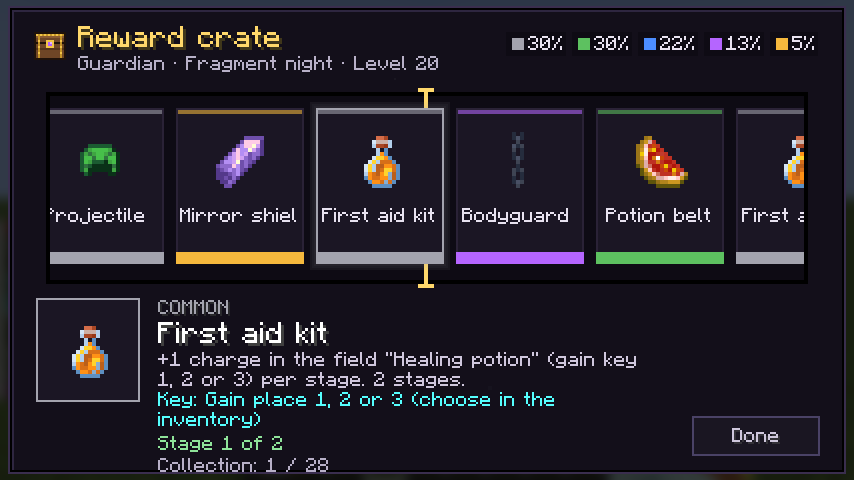 Reward crate
Guardian · Fragment night · Level 20
30% 30% 22% 13% 5%
Projectile
Mirror shiel
First aid kit
Bodyguard
Potion belt
First a
COMMON
First aid kit
+1 charge in the field "Healing potion" (gain key
1, 2 or 3) per stage. 2 stages.
Key: Gain place 1, 2 or 3 (choose in the
inventory)
Stage 1 of 2
Collection: 1 / 28
Done